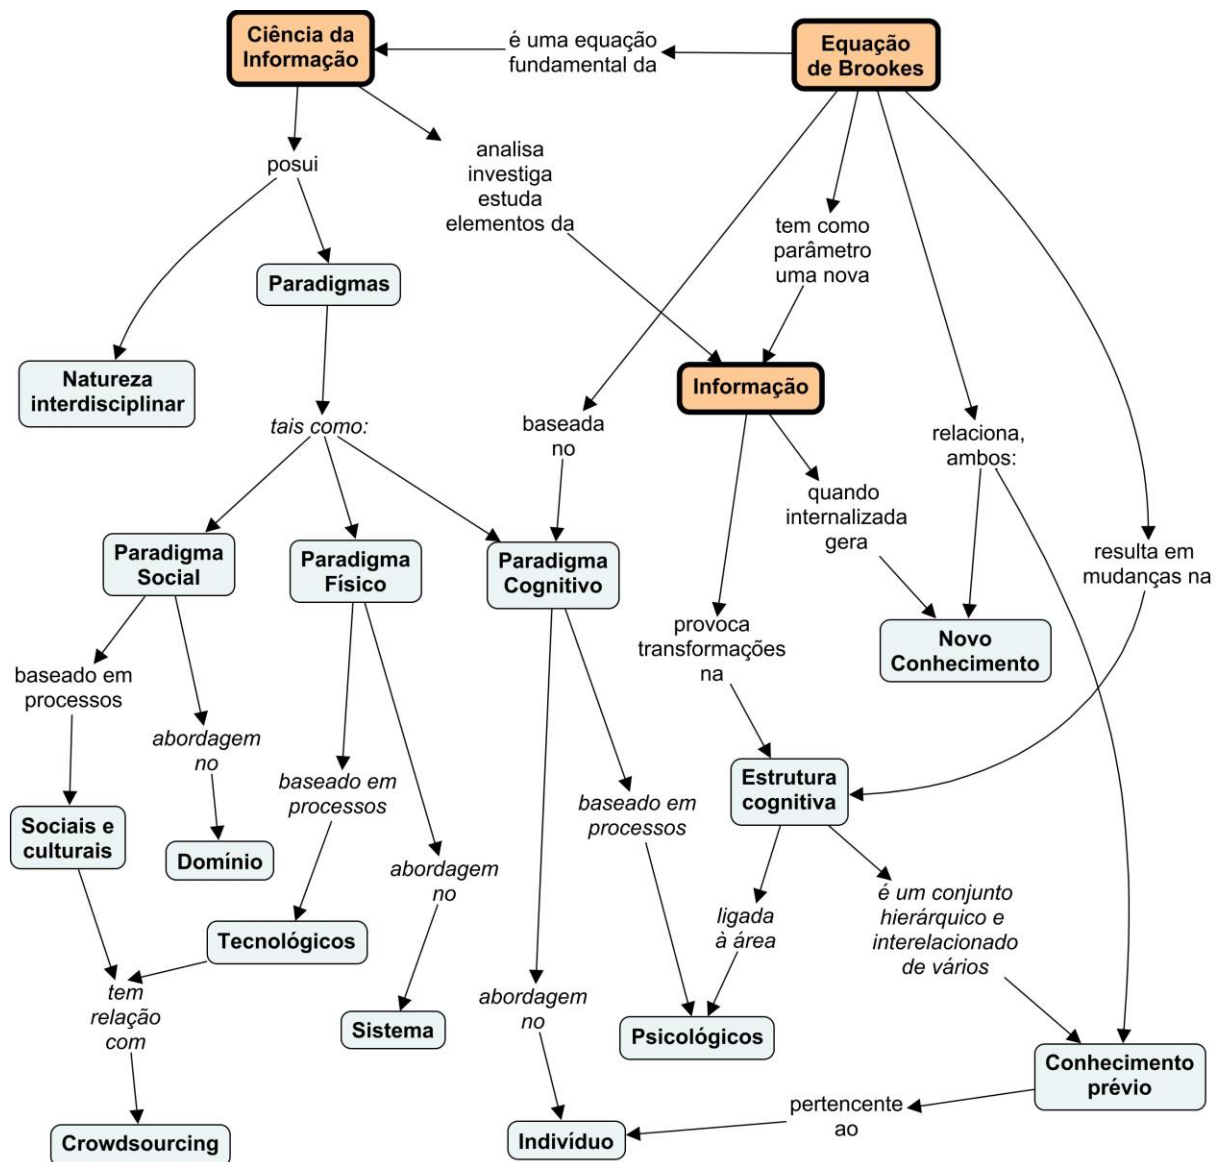 Ciência da
Informação
é uma equação
fundamental da
Equação
de Brookes
posui
analisa
investiga
estuda
elementos da
tem como
parâmetro
uma nova
Paradigmas
Natureza
interdisciplinar
Informação
tais como:
baseada
no
relaciona,
ambos:
quando
internalizada
gera
Paradigma
Social
Paradigma
Físico
Paradigma
Cognitivo
resulta em
mudanças na
Novo
Conhecimento
provoca
transformações
na
baseado em
processos
abordagem
no
baseado em
processos
Estrutura
cognitiva
baseado em
processos
Sociais e
culturais
Domínio
abordagem
no
é um conjunto
hierárquico e
interelacionado
de vários
ligada
à área
Tecnológicos
tem
relação
com
Sistema
abordagem
no
Psicológicos
Conhecimento
prévio
pertencente
ao
Crowdsourcing
Indivíduo